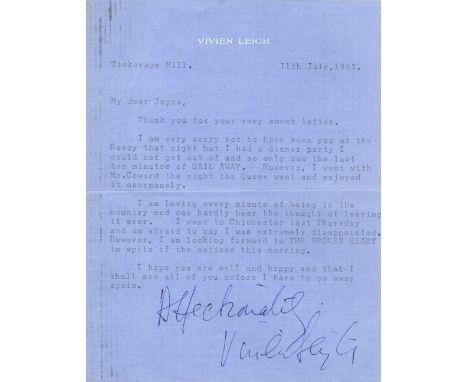 VIVIEN LEIGH
Tickerage Mill. 11th July, 1962.
My dear Joyce,
Thank you for your very sweet letter.
I am very sorry not to have been you at the
Savoy that night but I had a dinner party I
could not get out of and so only saw the last
ten minutes of SAIL AWAY. However, I went with
Mr.Coward the night the Queen went and enjoyed
it enormously.
I am loving every minute of being in the
country and can hardly bear the thought of leaving
it ever. I went to Chichester last Thursday
and am afraid to say I was extremely disappointed.
However, I am looking forward to THE BROKEN HEART
in spite of the notices this morning.
I hope you are well and happy and that I
shall see all of you before I have to go away
again.
Affectionately,
Vivien Leigh